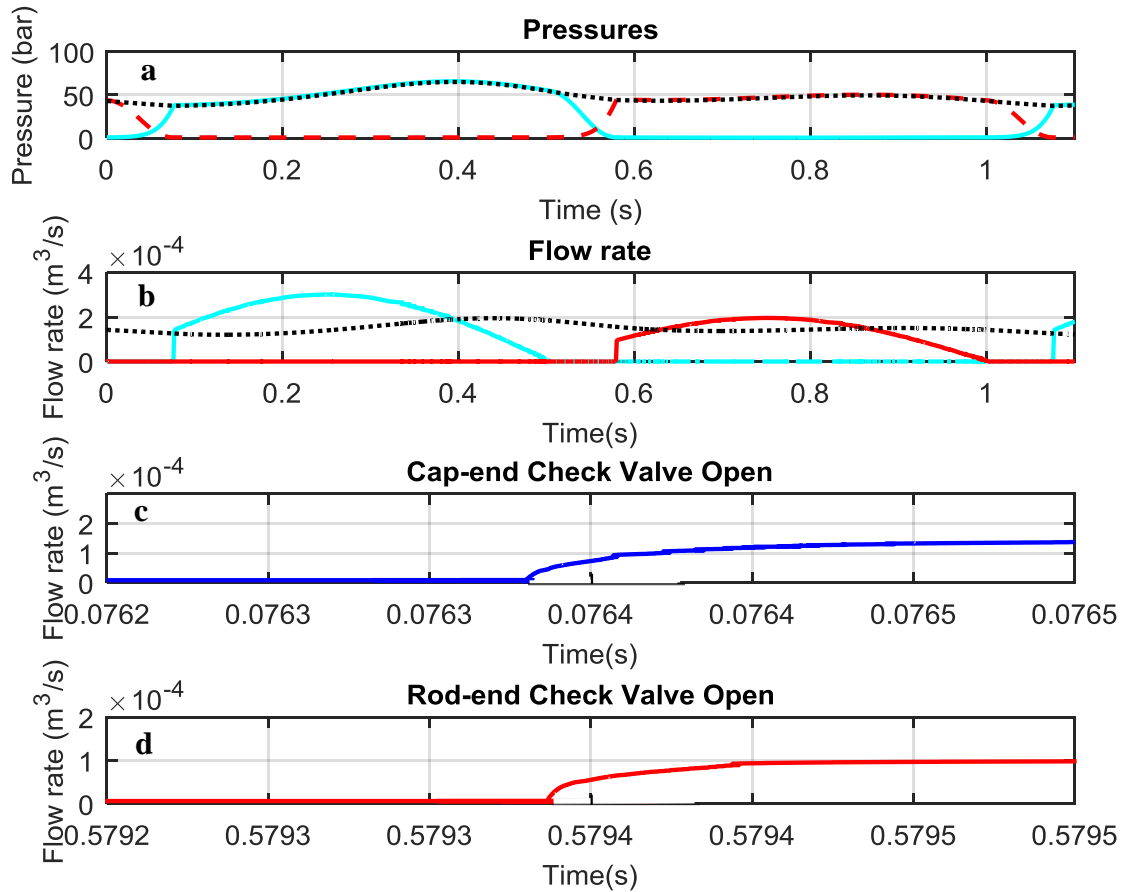 Pressures
Pressure (bar)
a
100
50
0
0 0.2 0.4 0.6 0.8 1
Time (s)
Flow rate
×10-4
Flow rate (m3/s)
b
4
2
0
0 0.2 0.4 0.6 0.8 1
Time(s)
Cap-end Check Valve Open
×10-4
Flow rate (m3/s)
c
2
1
0
0.0762 0.0763 0.0763 0.0764 0.0764 0.0765 0.0765
Time(s)
Rod-end Check Valve Open
×10-4
Flow rate (m3/s)
d
2
1
0
0.5792 0.5793 0.5793 0.5794 0.5794 0.5795 0.5795
Time(s)